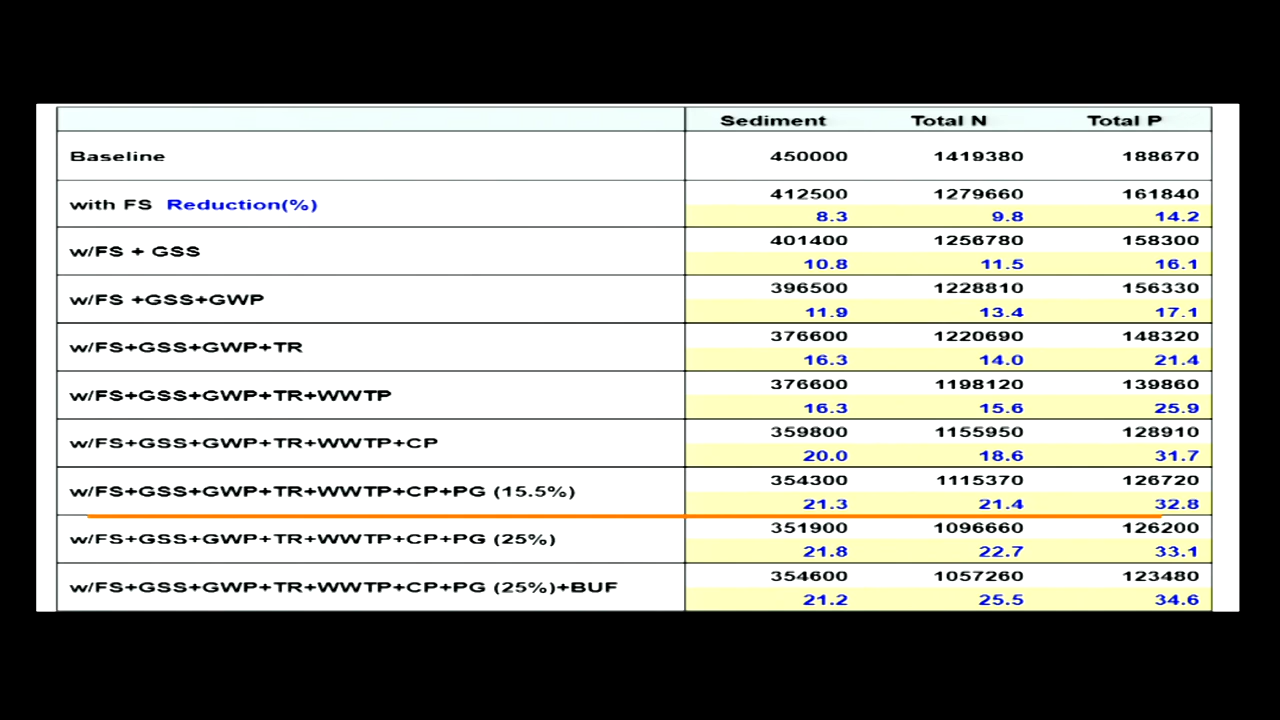 Sediment Total N Total P
Baseline 450000 1419380 188670
with FS Reduction(%) 412500 1279660 161840
8.3 9.8 14.2
w/FS + GSS 401400 1256780 158300
10.8 11.5 16.1
w/FS +GSS+GWP 396500 1228810 156330
11.9 13.4 17.1
w/FS+GSS+GWP+TR 376600 1220690 148320
16.3 14.0 21.4
w/FS+GSS+GWP+TR+WWTP 376600 1198120 139860
16.3 15.6 25.9
w/FS+GSS+GWP+TR+WWTP+CP 359800 1155950 128910
20.0 18.6 31.7
w/FS+GSS+GWP+TR+WWTP+CP+PG (15.5%) 354300 1115370 126720
21.3 21.4 32.8
w/FS+GSS+GWP+TR+WWTP+CP+PG (25%) 351900 1096660 126200
21.8 22.7 33.1
w/FS+GSS+GWP+TR+WWTP+CP+PG (25%)+BUF 354600 1057260 123480
21.2 25.5 34.6